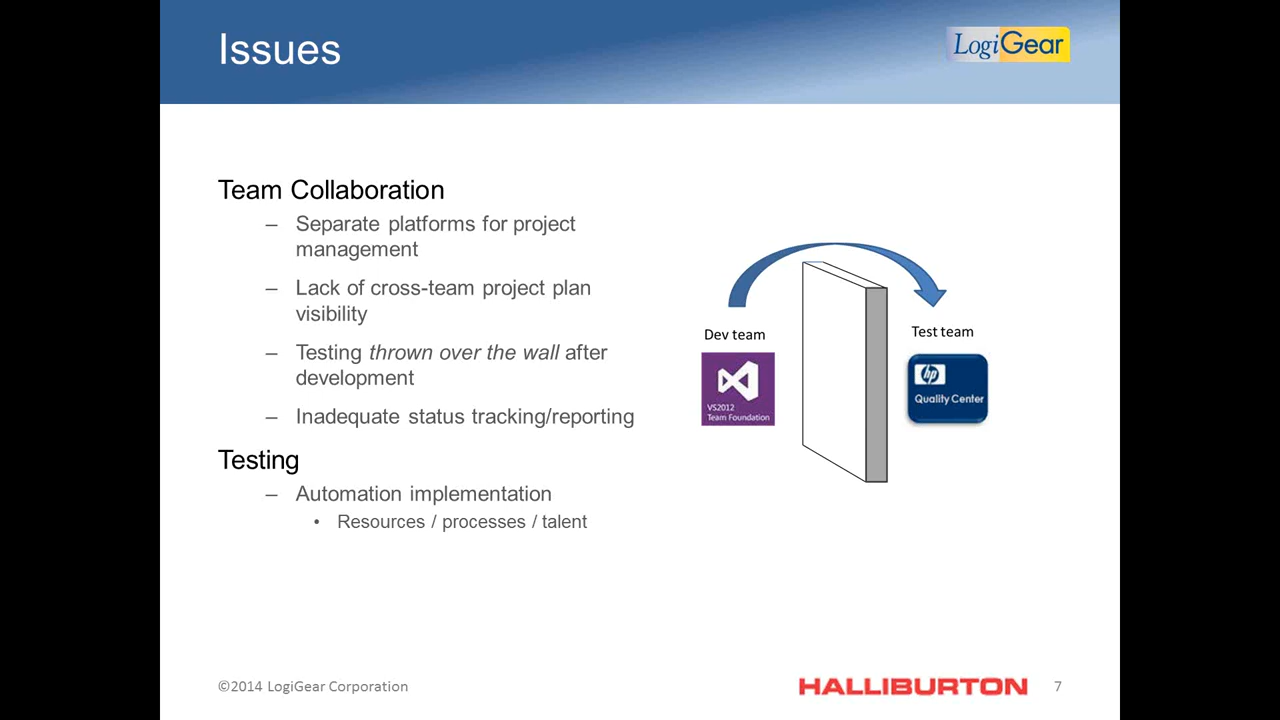 Issues
LogiGear
Team Collaboration
– Separate platforms for project
management
– Lack of cross-team project plan
visibility
– Testing thrown over the wall after
development
– Inadequate status tracking/reporting
Testing
– Automation implementation
• Resources / processes / talent
Dev team
VS2012
Team Foundation
Test team
hp
Quality Center
©2014 LogiGear Corporation
HALLIBURTON
7